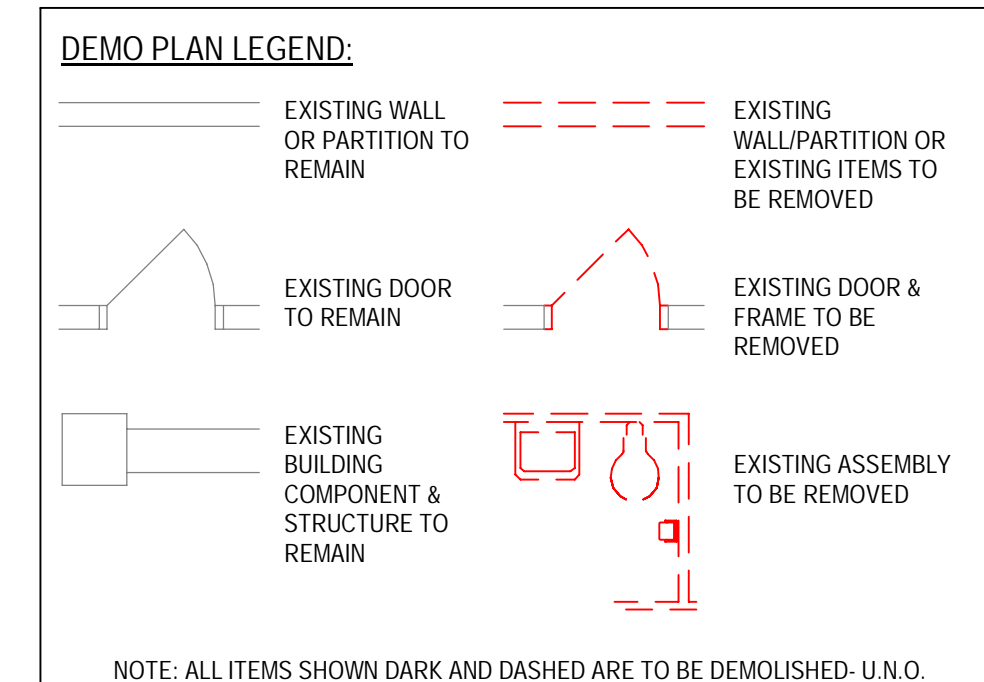 DEMO PLAN LEGEND:
EXISTING WALL
OR PARTITION TO
REMAIN
EXISTING
WALL/PARTITION OR
EXISTING ITEMS TO
BE REMOVED
EXISTING DOOR
TO REMAIN
EXISTING DOOR &
FRAME TO BE
REMOVED
EXISTING
BUILDING
COMPONENT &
STRUCTURE TO
REMAIN
EXISTING ASSEMBLY
TO BE REMOVED
NOTE: ALL ITEMS SHOWN DARK AND DASHED ARE TO BE DEMOLISHED- U.N.O.